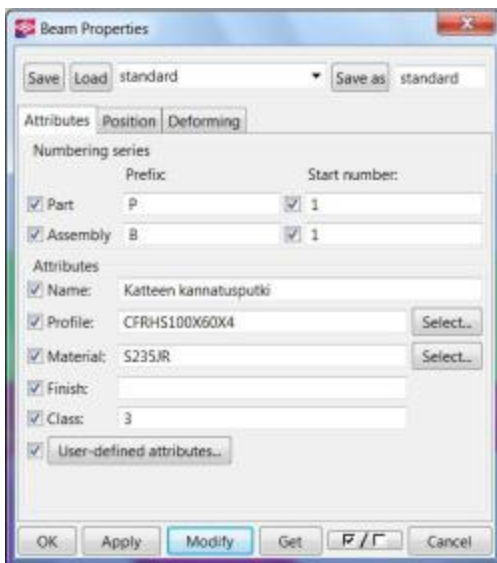 Beam Properties
Save Load standard Save as standard
Attributes Position Deforming
Numbering series
Prefix: Start number:
Part P 1
Assembly B 1
Attributes
Name: Katteen kannatusputki
Profile: CFRHS100X60X4 Select...
Material: S235JR Select...
Finish:
Class: 3
User-defined attributes...
OK Apply Modify Get / Cancel